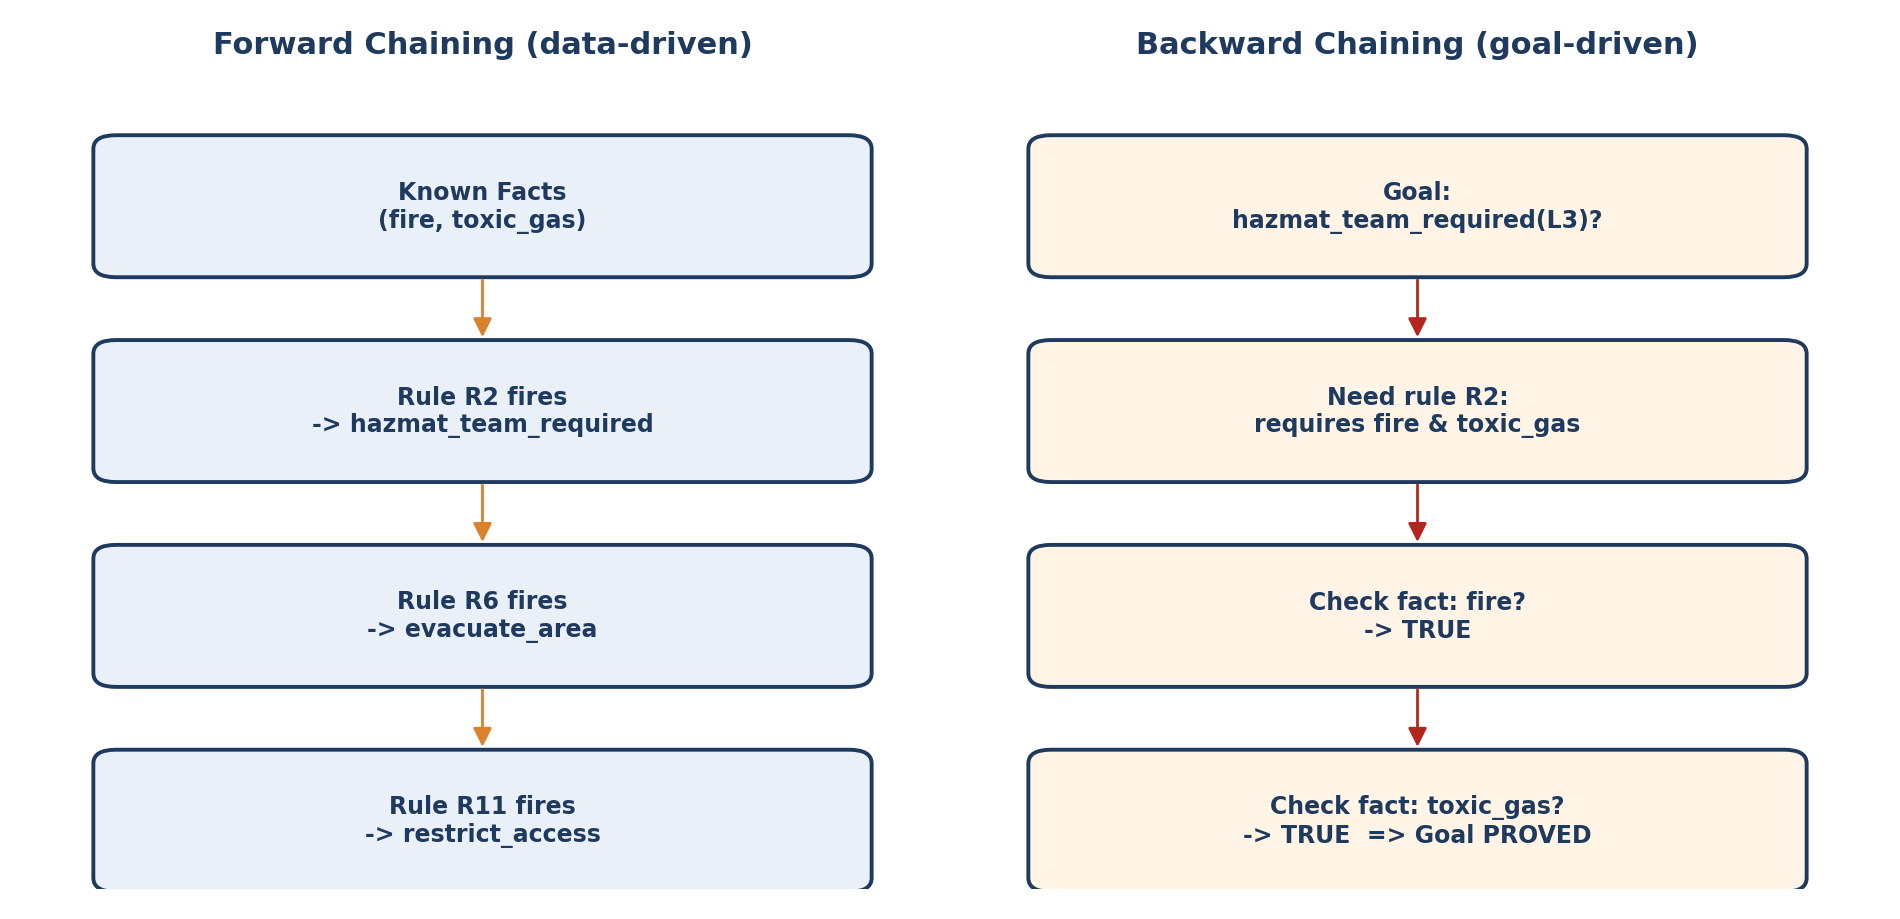 Forward Chaining (data-driven)
Known Facts
(fire, toxic_gas)
Rule R2 fires
-> hazmat_team_required
Rule R6 fires
-> evacuate_area
Rule R11 fires
-> restrict_access
Backward Chaining (goal-driven)
Goal:
hazmat_team_required(L3)?
Need rule R2:
requires fire & toxic_gas
Check fact: fire?
-> TRUE
Check fact: toxic_gas?
-> TRUE  => Goal PROVED